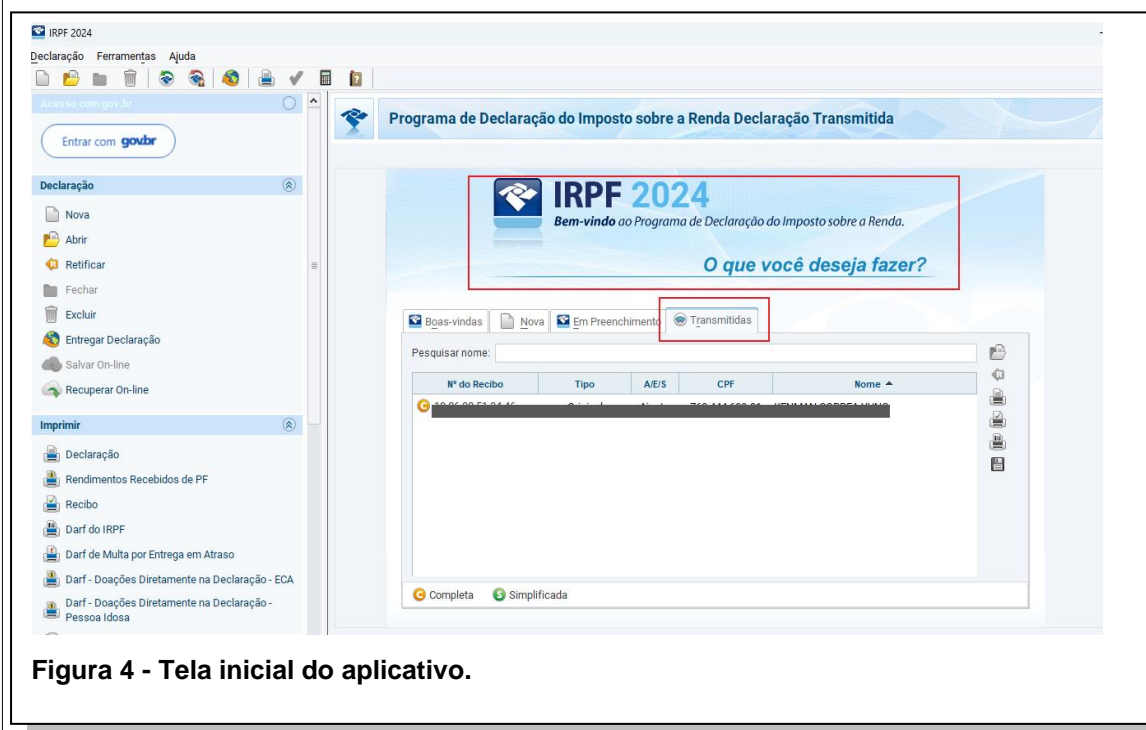 IRPF 2024
Declaração Ferramentas Ajuda
Acesso com gov.br
Entrar com gov.br
Declaração
Nova
Abrir
Retificar
Fechar
Excluir
Entregar Declaração
Salvar On-line
Recuperar On-line
Imprimir
Declaração
Rendimentos Recebidos de PF
Recibo
Darf do IRPF
Darf de Multa por Entrega em Atraso
Darf - Doações Diretamente na Declaração - ECA
Darf - Doações Diretamente na Declaração -
Pessoa Idosa
Programa de Declaração do Imposto sobre a Renda Declaração Transmitida
IRPF 2024
Bem-vindo ao Programa de Declaração do Imposto sobre a Renda.
O que você deseja fazer?
Boas-vindas Nova Em Preenchimento Transmitidas
Pesquisar nome:
Nº do Recibo Tipo A/E/S CPF Nome
C Completa S Simplificada
Figura 4 - Tela inicial do aplicativo.